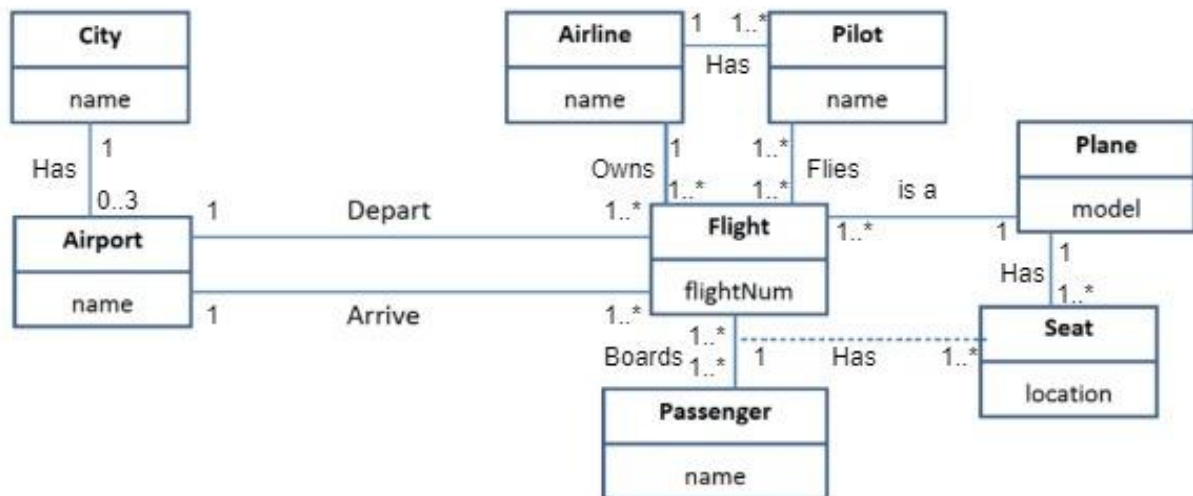 City
name
Has
1
0..3
Airport
name
Airline
name
1
1..*
Has
Pilot
name
Owns
1
1..*
1..*
1..*
Flies
1
Depart
1..*
1
Arrive
1..*
Flight
flightNum
is a
1..*
1
Plane
model
1
Has
1..*
Seat
location
1..*
Boards
1..*
1
Has
1..*
Passenger
name